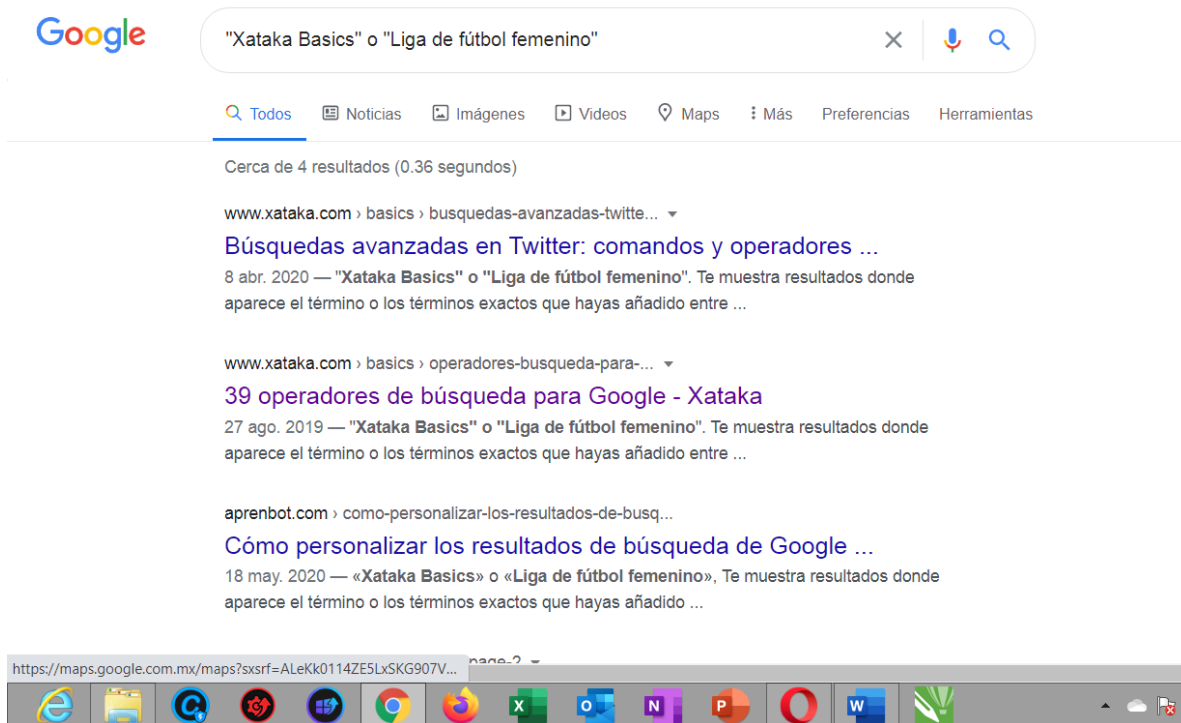 Google
"Xataka Basics" o "Liga de fútbol femenino"
Todos Noticias Imágenes Videos Maps Más Preferencias Herramientas
Cerca de 4 resultados (0.36 segundos)
www.xataka.com › basics › busquedas-avanzadas-twitte...
Búsquedas avanzadas en Twitter: comandos y operadores ...
8 abr. 2020 — "Xataka Basics" o "Liga de fútbol femenino". Te muestra resultados donde
aparece el término o los términos exactos que hayas añadido entre ...
www.xataka.com › basics › operadores-busqueda-para-...
39 operadores de búsqueda para Google - Xataka
27 ago. 2019 — "Xataka Basics" o "Liga de fútbol femenino". Te muestra resultados donde
aparece el término o los términos exactos que hayas añadido entre ...
aprenbot.com › como-personalizar-los-resultados-de-busq...
Cómo personalizar los resultados de búsqueda de Google ...
18 may. 2020 — «Xataka Basics» o «Liga de fútbol femenino», Te muestra resultados donde
aparece el término o los términos exactos que hayas añadido ...
page-2
https://maps.google.com.mx/maps?sxsrf=ALeKk0114ZE5LxSKG907V...